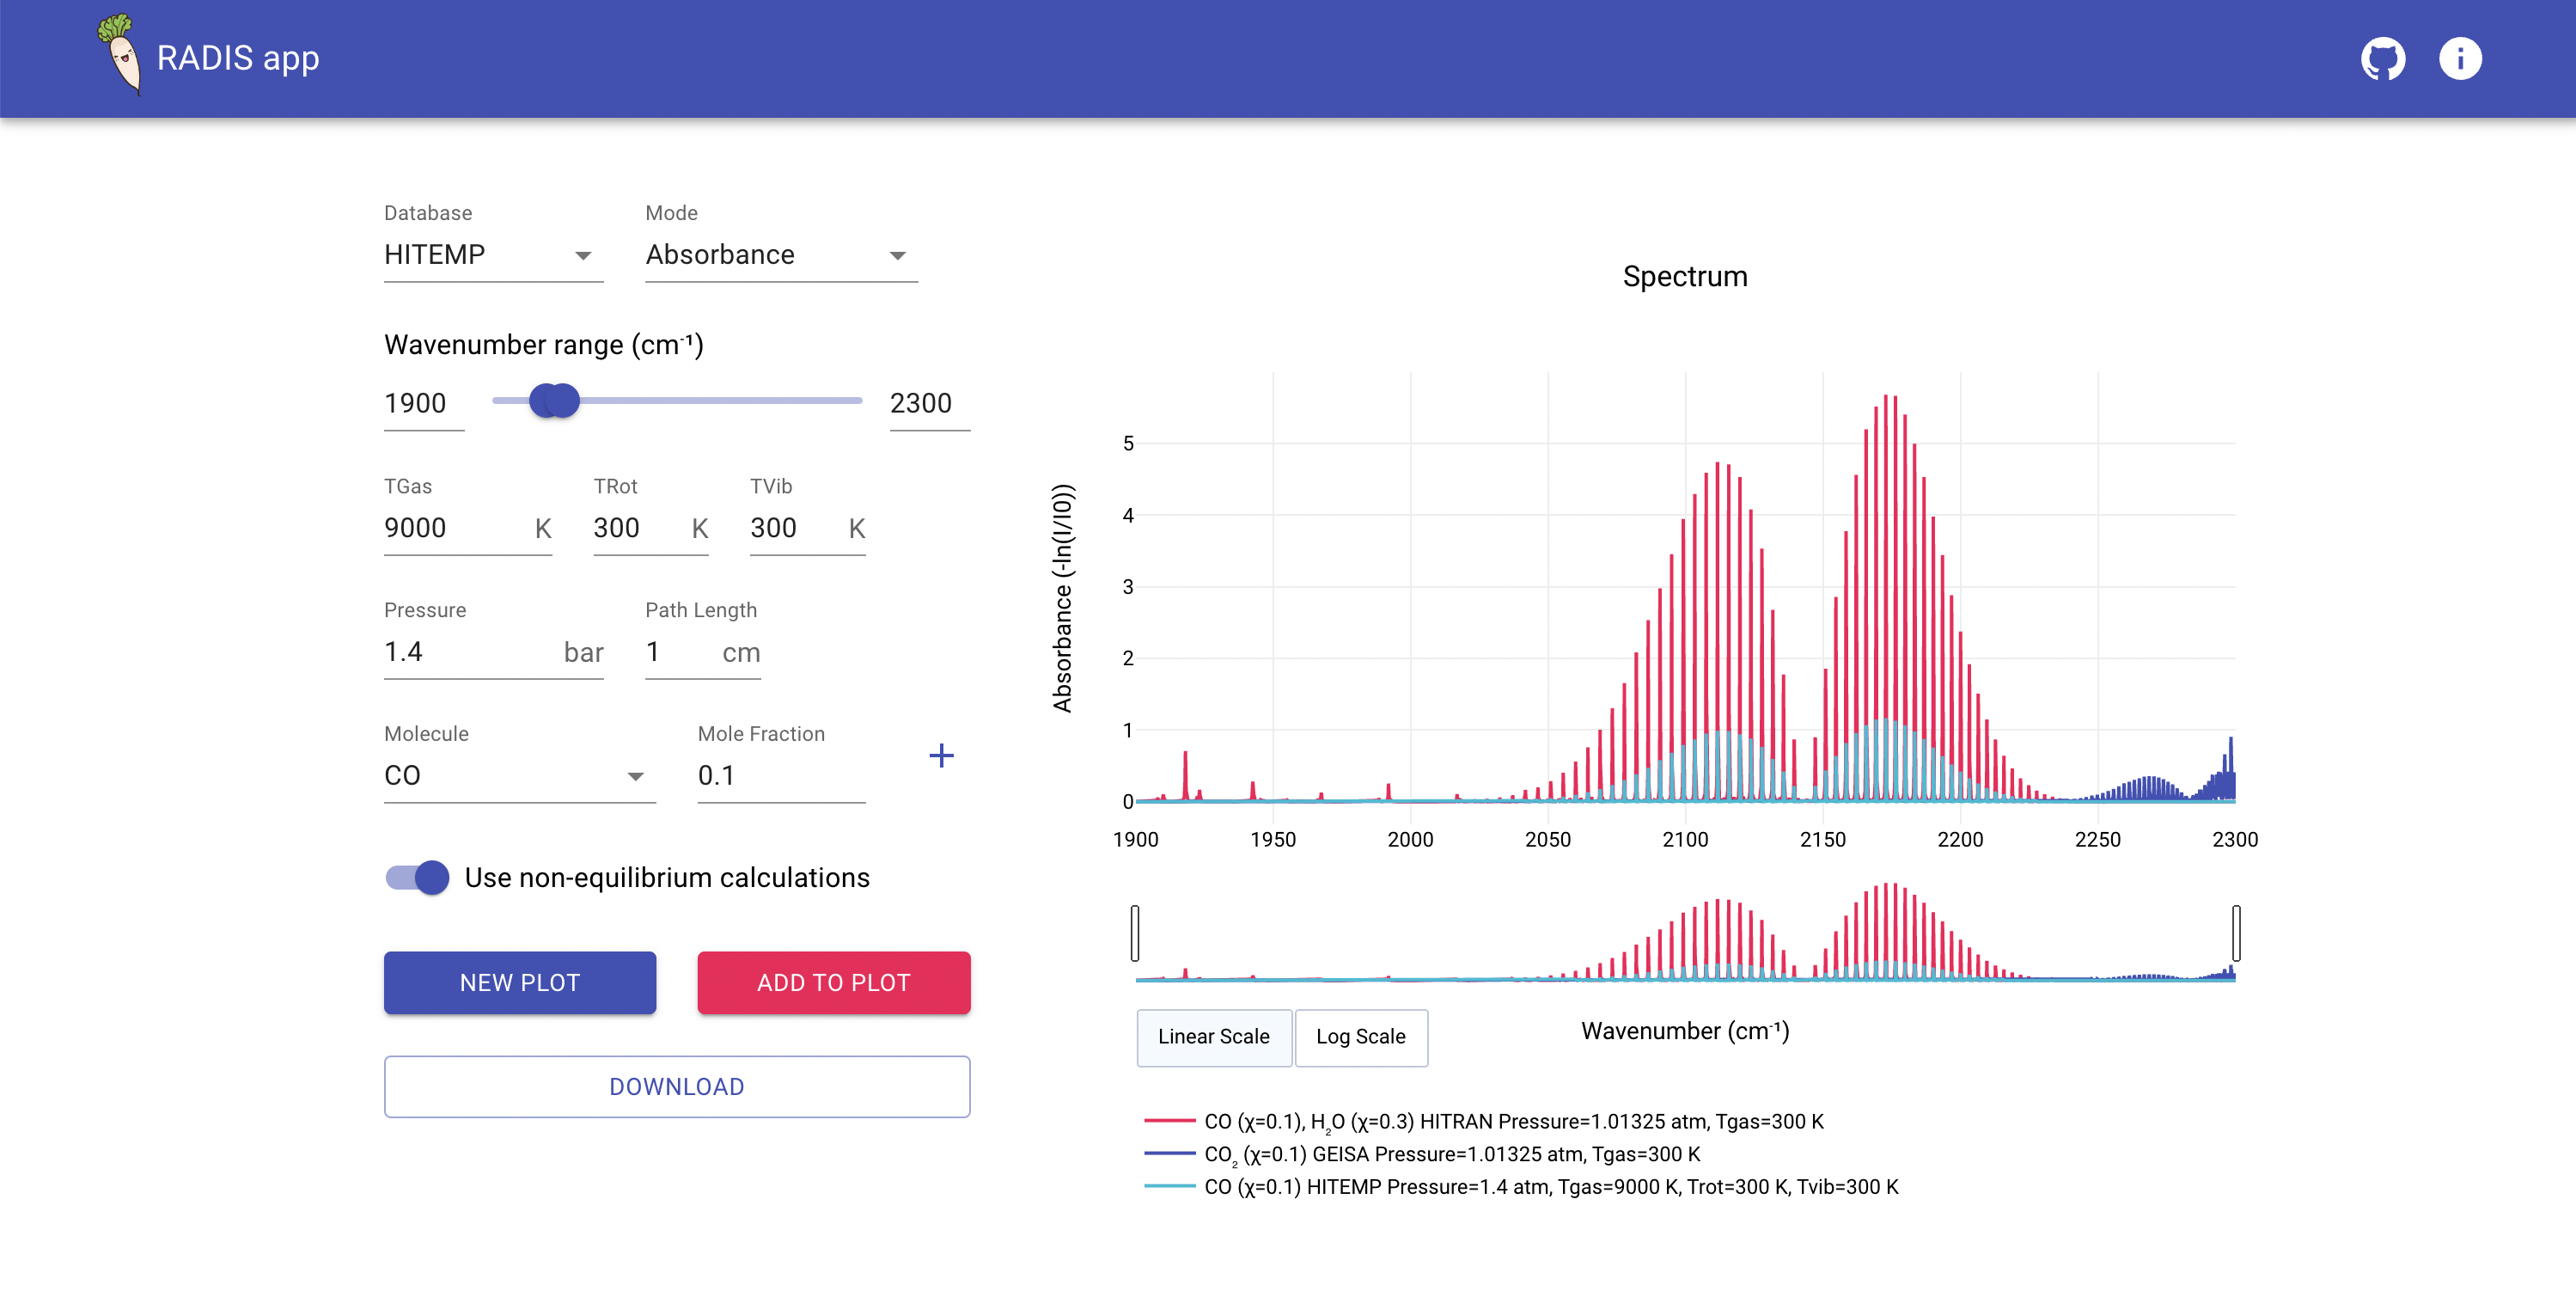 RADIS app
Database
Mode
HITEMP
Absorbance
Wavenumber range (cm⁻¹)
1900
2300
TGas
TRot
TVib
9000 K
300 K
300 K
Pressure
Path Length
1.4 bar
1 cm
Molecule
Mole Fraction
CO
0.1
+
Use non-equilibrium calculations
NEW PLOT
ADD TO PLOT
DOWNLOAD
Spectrum
Absorbance (-ln(I/I0))
5
4
3
2
1
0
1900 1950 2000 2050 2100 2150 2200 2250 2300
Linear Scale
Log Scale
Wavenumber (cm⁻¹)
CO (χ=0.1), H₂O (χ=0.3) HITRAN Pressure=1.01325 atm, Tgas=300 K
CO₂ (χ=0.1) GEISA Pressure=1.01325 atm, Tgas=300 K
CO (χ=0.1) HITEMP Pressure=1.4 atm, Tgas=9000 K, Trot=300 K, Tvib=300 K